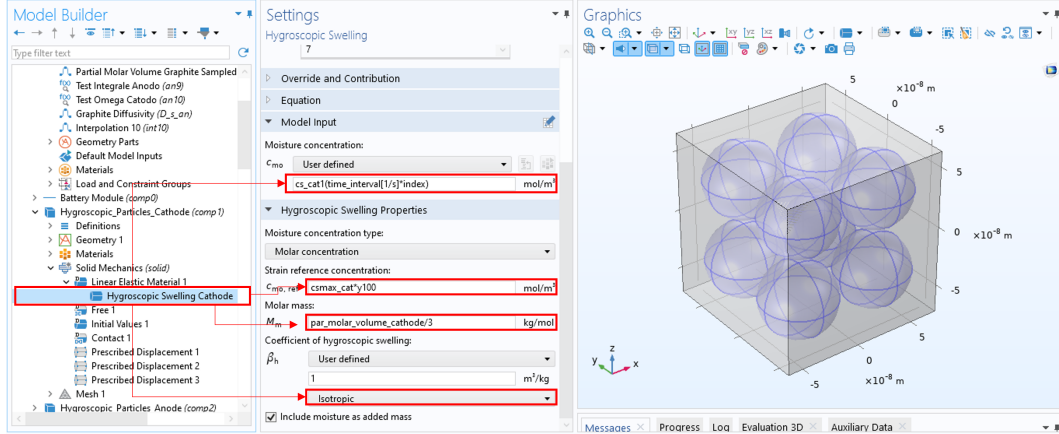 Model Builder
Type filter text
Partial Molar Volume Graphite Sampled
Test Integrale Anodo (an9)
Test Omega Catodo (an10)
Graphite Diffusivity (D_s_an)
Interpolation 10 (int10)
Geometry Parts
Default Model Inputs
Materials
Load and Constraint Groups
Battery Module (comp0)
Hygroscopic_Particles_Cathode (comp1)
Definitions
Geometry 1
Materials
Solid Mechanics (solid)
Linear Elastic Material 1
Hygroscopic Swelling Cathode
Free 1
Initial Values 1
Contact 1
Prescribed Displacement 1
Prescribed Displacement 2
Prescribed Displacement 3
Mesh 1
Hygroscopic_Particles_Anode (comp2)
Settings
Hygroscopic Swelling
7
Override and Contribution
Equation
Model Input
Moisture concentration:
cmo User defined
cs_cat1(time_interval[1/s]*index) mol/m³
Hygroscopic Swelling Properties
Moisture concentration type:
Molar concentration
Strain reference concentration:
cmo, re csmax_cat*y100 mol/m³
Molar mass:
Mm par_molar_volume_cathode/3 kg/mol
Coefficient of hygroscopic swelling:
βh User defined
1 m³/kg
Isotropic
Include moisture as added mass
Graphics
xy yz xz
5
×10⁻⁸ m
0
-5
5
0 ×10⁻⁸ m
-5
5
0
×10⁻⁸ m
-5
z
y
x
Messages × Progress Log Evaluation 3D × Auxiliary Data ×